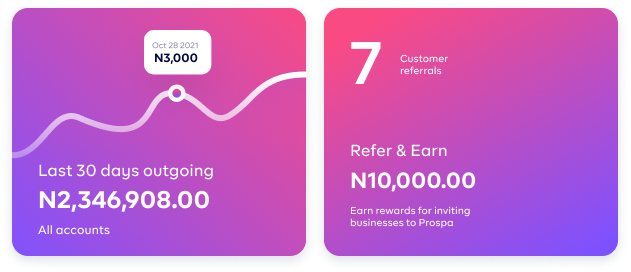 Oct 28 2021
N3,000
Last 30 days outgoing
N2,346,908.00
All accounts
7
Customer
referrals
Refer & Earn
N10,000.00
Earn rewards for inviting
businesses to Prospa